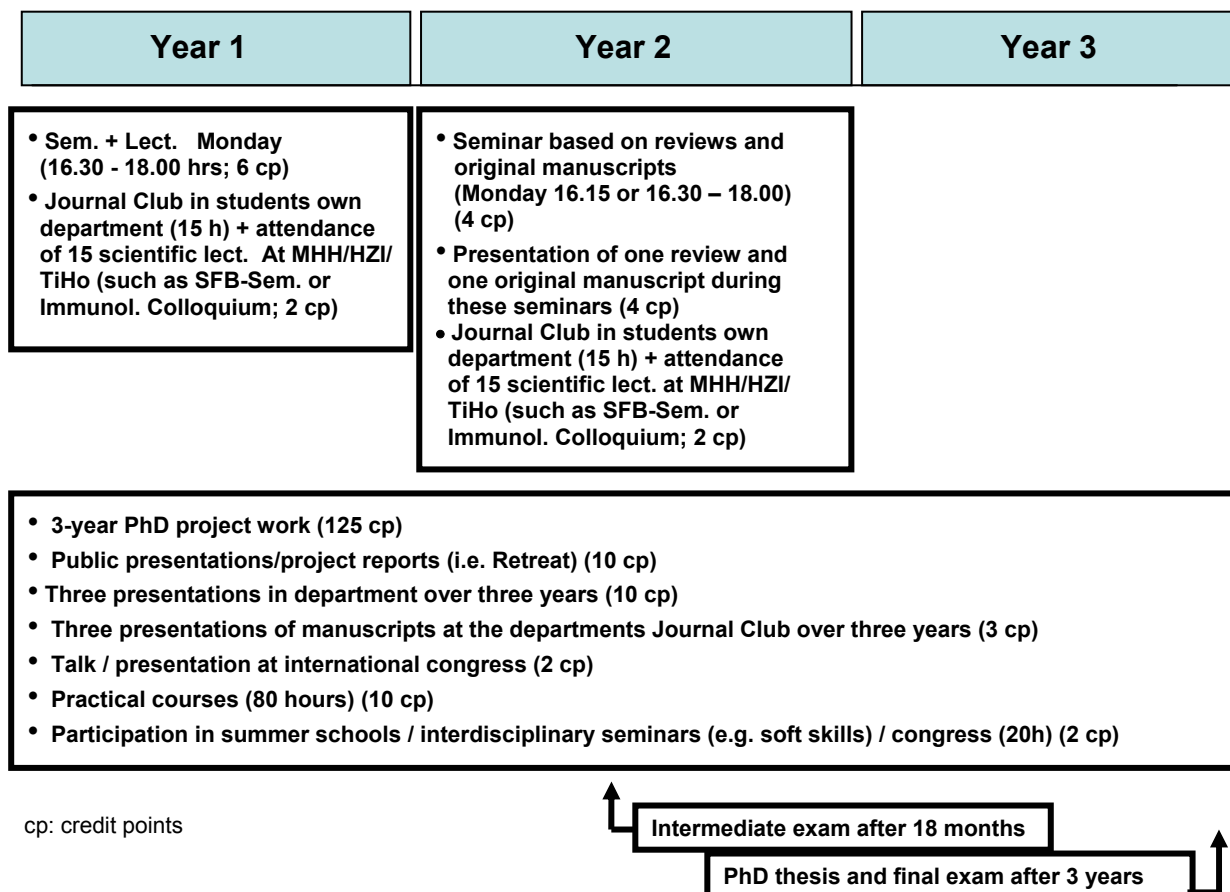 Year 1
Year 2
Year 3
• Sem. + Lect. Monday
(16.30 - 18.00 hrs; 6 cp)
• Journal Club in students own
department (15 h) + attendance
of 15 scientific lect. At MHH/HZI/
TiHo (such as SFB-Sem. or
Immunol. Colloquium; 2 cp)
• Seminar based on reviews and
original manuscripts
(Monday 16.15 or 16.30 – 18.00)
(4 cp)
• Presentation of one review and
one original manuscript during
these seminars (4 cp)
• Journal Club in students own
department (15 h) + attendance
of 15 scientific lect. at MHH/HZI/
TiHo (such as SFB-Sem. or
Immunol. Colloquium; 2 cp)
• 3-year PhD project work (125 cp)
• Public presentations/project reports (i.e. Retreat) (10 cp)
• Three presentations in department over three years (10 cp)
• Three presentations of manuscripts at the departments Journal Club over three years (3 cp)
• Talk / presentation at international congress (2 cp)
• Practical courses (80 hours) (10 cp)
• Participation in summer schools / interdisciplinary seminars (e.g. soft skills) / congress (20h) (2 cp)
cp: credit points
Intermediate exam after 18 months
PhD thesis and final exam after 3 years